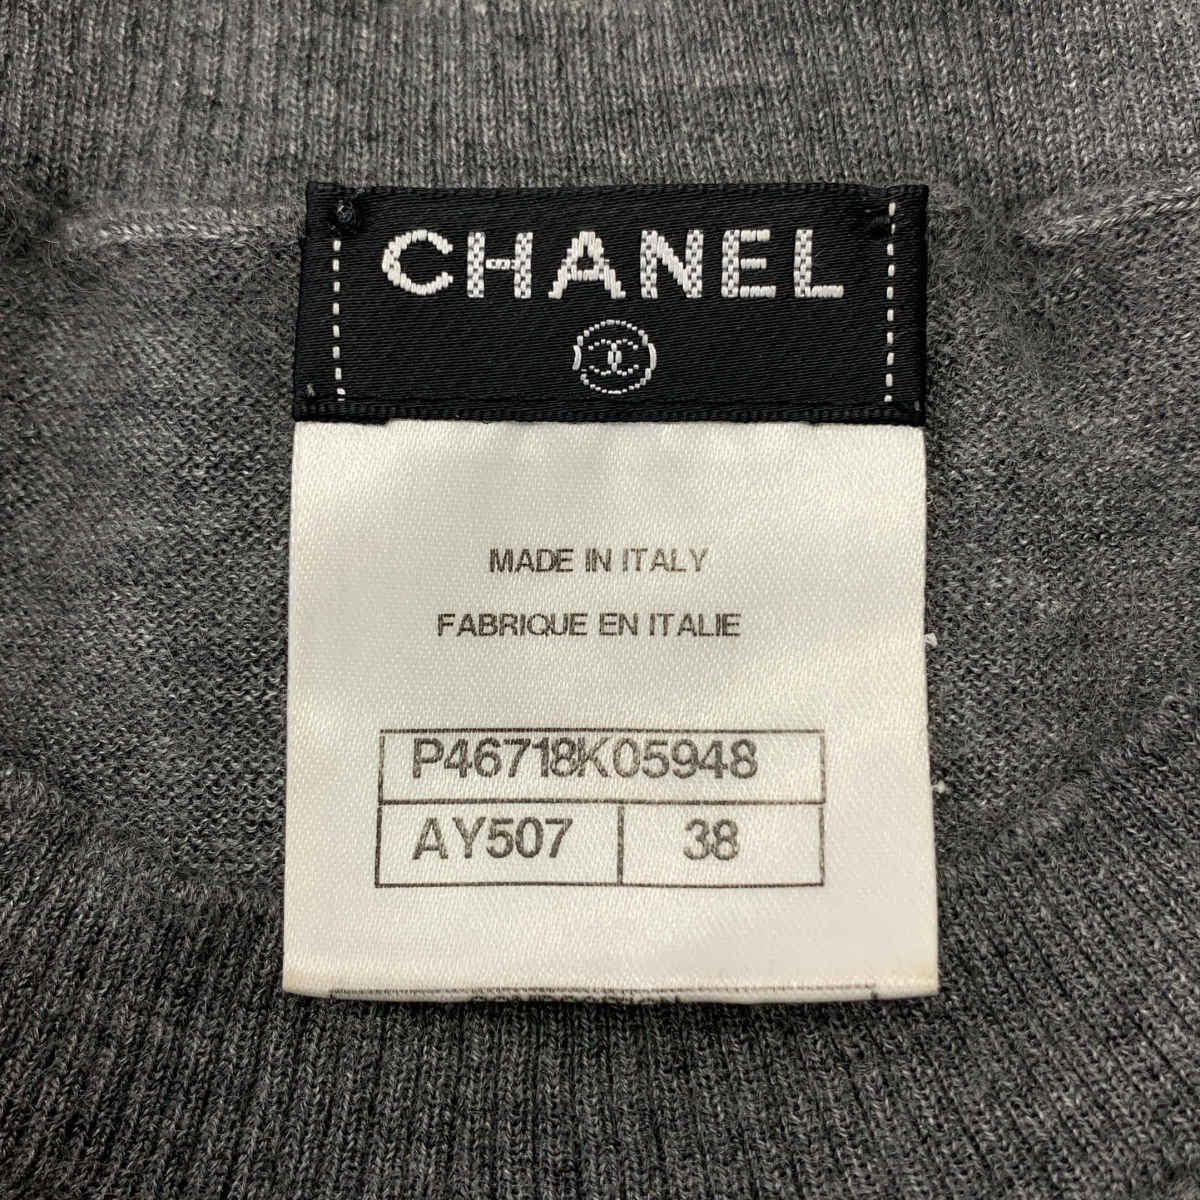 CHANEL
MADE IN ITALY
FABRIQUE EN ITALIE
P46718K05948
AY507 38